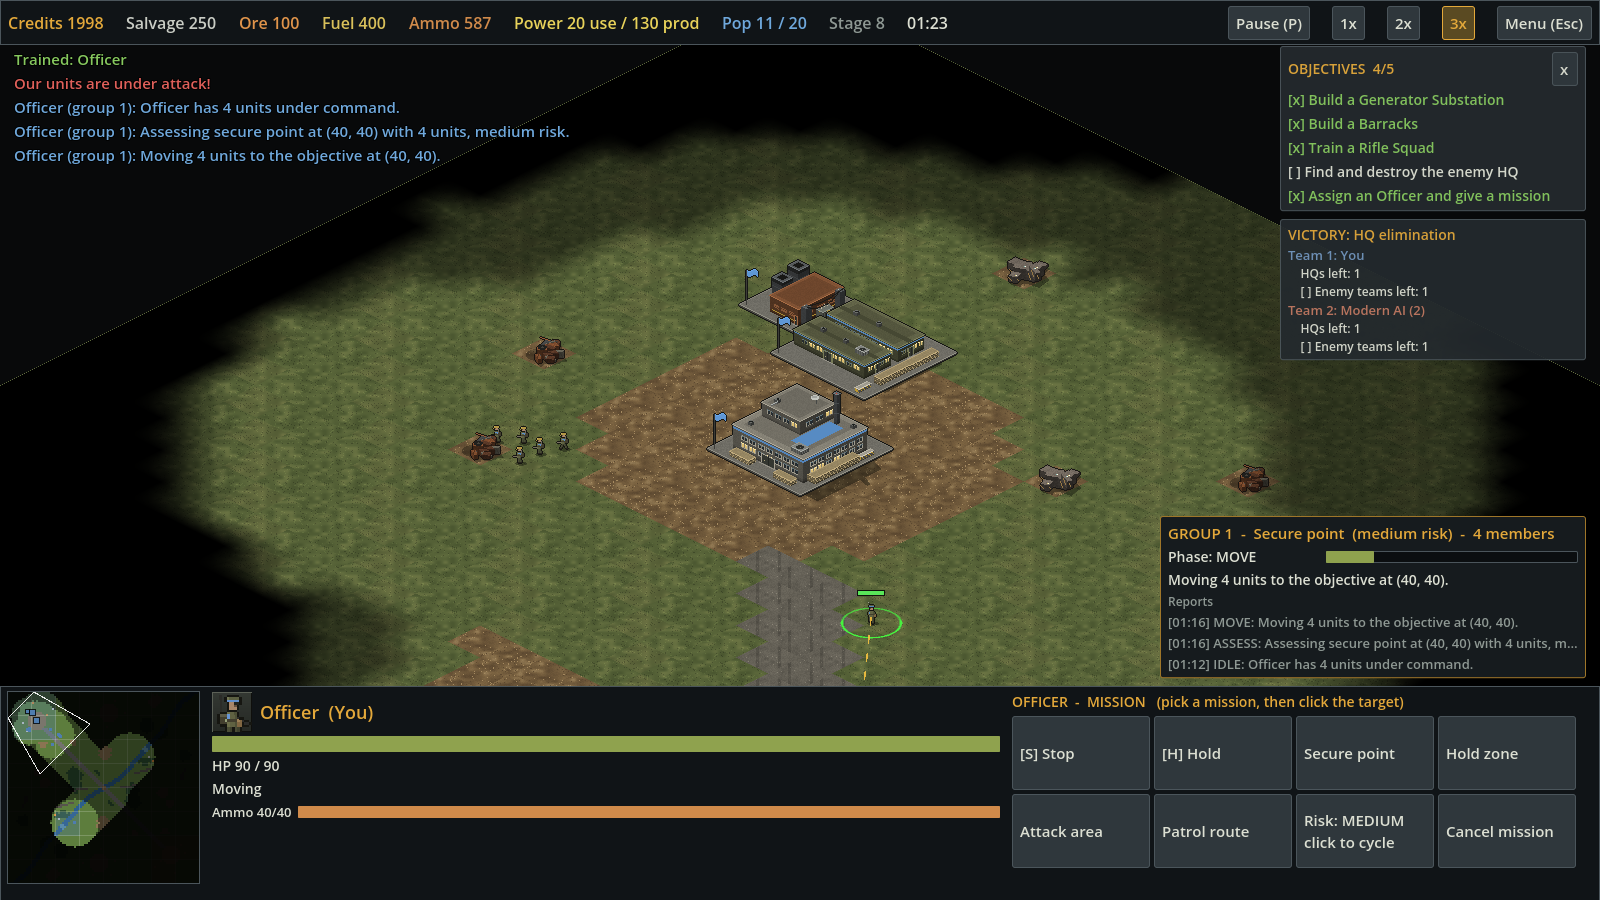 Credits 1998 Salvage 250 Ore 100 Fuel 400 Ammo 587 Power 20 use / 130 prod Pop 11 / 20 Stage 8 01:23 Pause (P) 1x 2x 3x Menu (Esc)
Trained: Officer
Our units are under attack!
Officer (group 1): Officer has 4 units under command.
Officer (group 1): Assessing secure point at (40, 40) with 4 units, medium risk.
Officer (group 1): Moving 4 units to the objective at (40, 40).
OBJECTIVES 4/5 x
[x] Build a Generator Substation
[x] Build a Barracks
[x] Train a Rifle Squad
[ ] Find and destroy the enemy HQ
[x] Assign an Officer and give a mission
VICTORY: HQ elimination
Team 1: You
HQs left: 1
[ ] Enemy teams left: 1
Team 2: Modern AI (2)
HQs left: 1
[ ] Enemy teams left: 1
GROUP 1 - Secure point (medium risk) - 4 members
Phase: MOVE
Moving 4 units to the objective at (40, 40).
Reports
[01:16] MOVE: Moving 4 units to the objective at (40, 40).
[01:16] ASSESS: Assessing secure point at (40, 40) with 4 units, m...
[01:12] IDLE: Officer has 4 units under command.
Officer (You)
HP 90 / 90
Moving
Ammo 40/40
OFFICER - MISSION (pick a mission, then click the target)
[S] Stop [H] Hold Secure point Hold zone
Attack area Patrol route Risk: MEDIUM
click to cycle Cancel mission